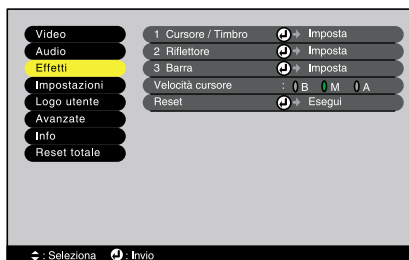 Video
Audio
Effetti
Impostazioni
Logo utente
Avanzate
Info
Reset totale
1 Cursore / Timbro Imposta
2 Riflettore Imposta
3 Barra Imposta
Velocità cursore : B M A
Reset Esegui
: Seleziona : Invio